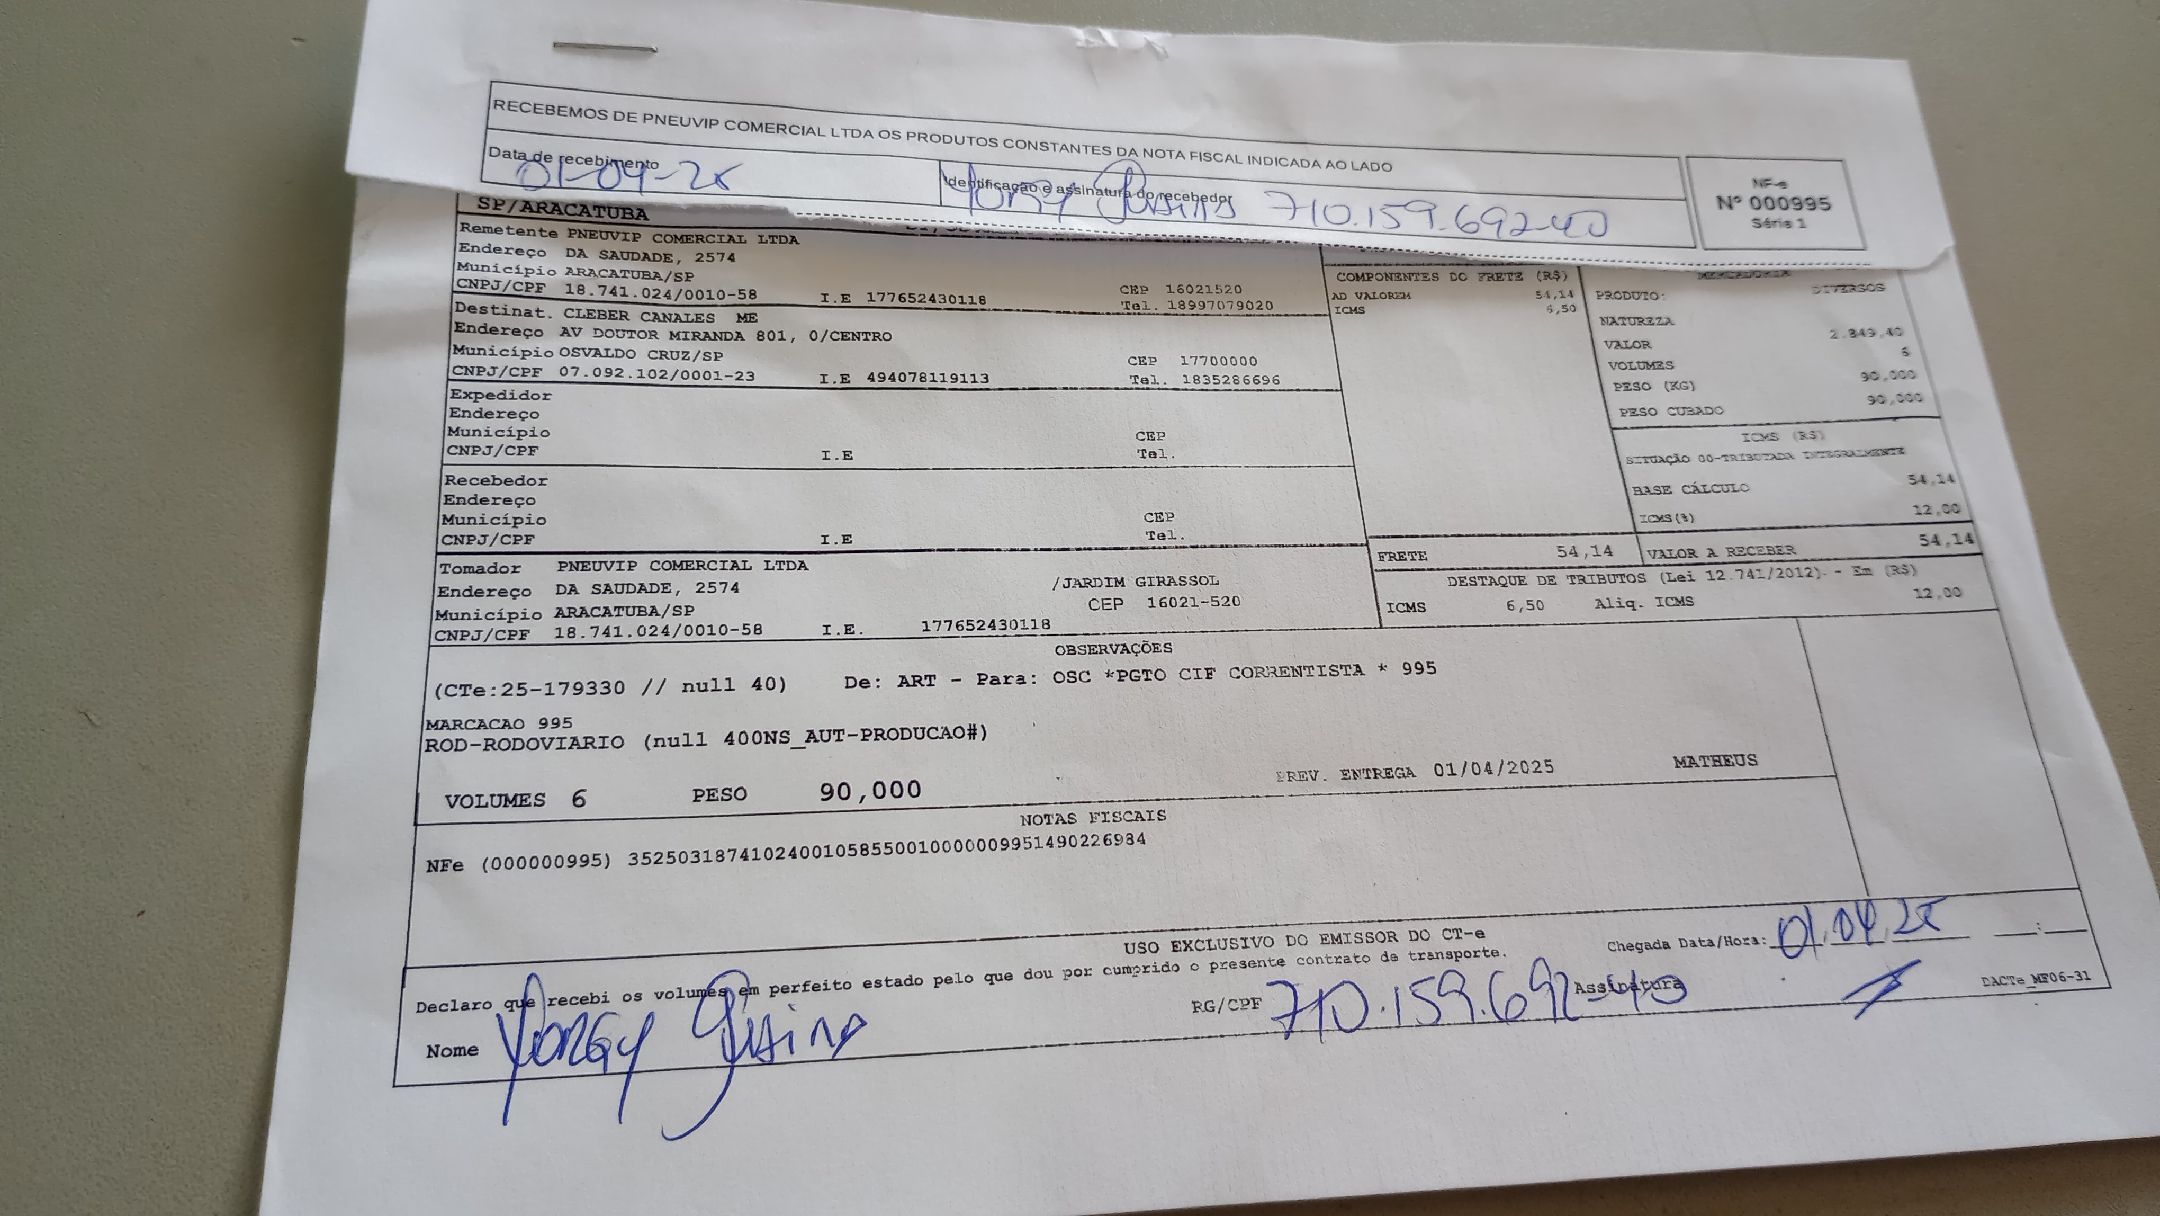 RECEBEMOS DE PNEUVIP COMERCIAL LTDA OS PRODUTOS CONSTANTES DA NOTA FISCAL INDICADA AO LADO
Data de recebimento
01-04-25
Identificação e assinatura do recebedor
710.159.692-40
NF-e
Nº 000995
Série 1
SP/ARACATUBA
Remetente PNEUVIP COMERCIAL LTDA
Endereço DA SAUDADE, 2574
Município ARACATUBA/SP CEP 16021520
CNPJ/CPF 18.741.024/0010-58 I.E 177652430118 Tel. 18997079020
Destinat. CLEBER CANALES ME
Endereço AV DOUTOR MIRANDA 801, 0/CENTRO
Município OSVALDO CRUZ/SP CEP 17700000
CNPJ/CPF 07.092.102/0001-23 I.E 494078119113 Tel. 1835286696
Expedidor
Endereço
Município CEP
CNPJ/CPF I.E Tel.
Recebedor
Endereço
Município CEP
CNPJ/CPF I.E Tel.
Tomador PNEUVIP COMERCIAL LTDA
Endereço DA SAUDADE, 2574 /JARDIM GIRASSOL
Município ARACATUBA/SP CEP 16021-520
CNPJ/CPF 18.741.024/0010-58 I.E. 177652430118
COMPONENTES DO FRETE (R$)
AD VALOREM 54,14
ICMS 6,50
MERCADORIA
PRODUTO: DIVERSOS
NATUREZA
VALOR 2.849,40
VOLUMES 6
PESO (KG) 90,000
PESO CUBADO 90,000
ICMS (R$)
SITUAÇÃO 00-TRIBUTADA INTEGRALMENTE
BASE CÁLCULO 54,14
ICMS(%) 12,00
FRETE 54,14 VALOR A RECEBER 54,14
DESTAQUE DE TRIBUTOS (Lei 12.741/2012) - Em (R$)
ICMS 6,50 Aliq. ICMS 12,00
OBSERVAÇÕES
(CTe:25-179330 // null 40) De: ART - Para: OSC *PGTO CIF CORRENTISTA * 995
MARCACAO 995
ROD-RODOVIARIO (null 400NS_AUT-PRODUCAO#)
VOLUMES 6 PESO 90,000 PREV. ENTREGA 01/04/2025 MATHEUS
NOTAS FISCAIS
NFe (000000995) 35250318741024001058550010000009951490226984
USO EXCLUSIVO DO EMISSOR DO CT-e
Chegada Data/Hora: 01.04.25 __:__
Declaro que recebi os volumes em perfeito estado pelo que dou por cumprido o presente contrato de transporte.
Nome Yorgy RG/CPF 710.159.692-40 Assinatura
DACTe_MF06-31